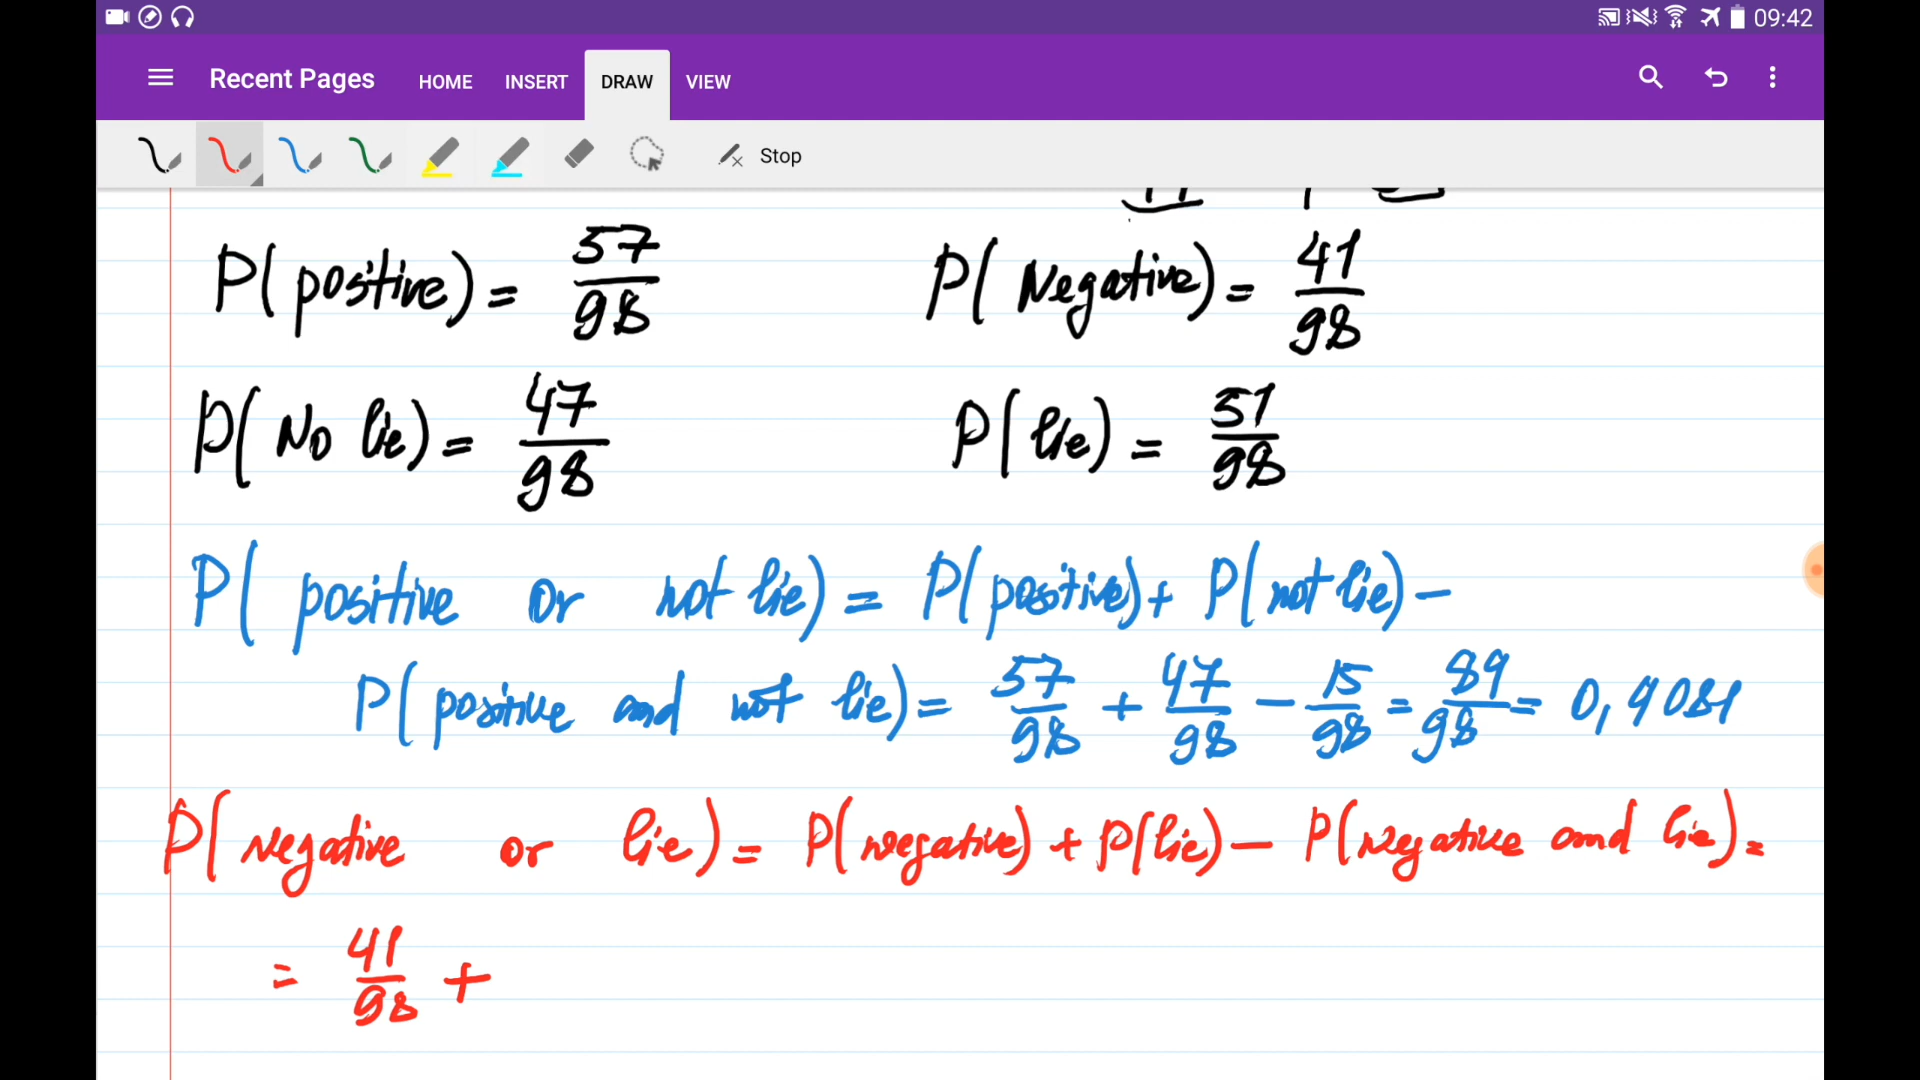 09:42
Recent Pages HOME INSERT DRAW VIEW
Stop
P(positive) = 57/98 P(Negative) = 41/98
P(No lie) = 47/98 P(lie) = 51/98
P(positive or not lie) = P(positive) + P(not lie) -
P(positive and not lie) = 57/98 + 47/98 - 15/98 = 89/98 = 0,9081
P(Negative or lie) = P(negative) + P(lie) - P(Negative and lie) =
= 41/98 +